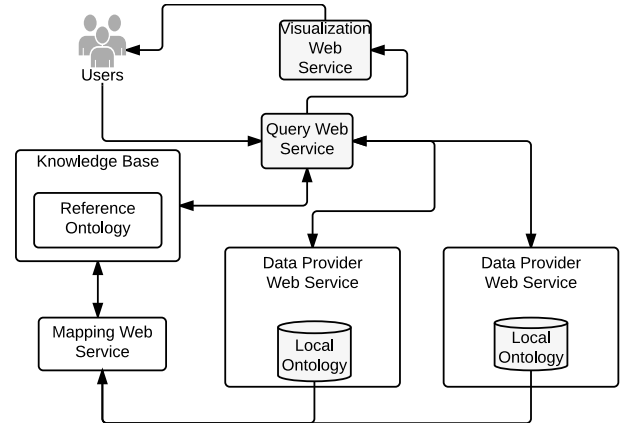 Visualization
Web
Service
Users
Query Web
Service
Knowledge Base
Reference
Ontology
Data Provider
Web Service
Data Provider
Web Service
Mapping Web
Service
Local
Ontology
Local
Ontology